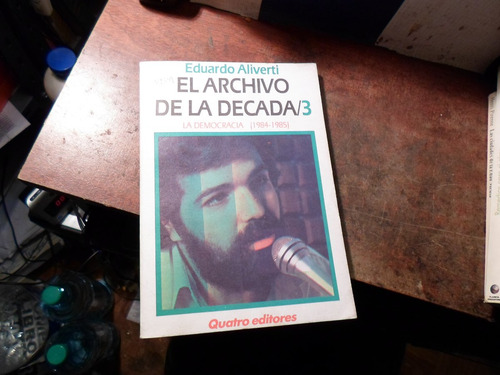 Eduardo Aliverti
EL ARCHIVO
DE LA DECADA/3
LA DEMOCRACIA (1984-1985)
Quatro editores